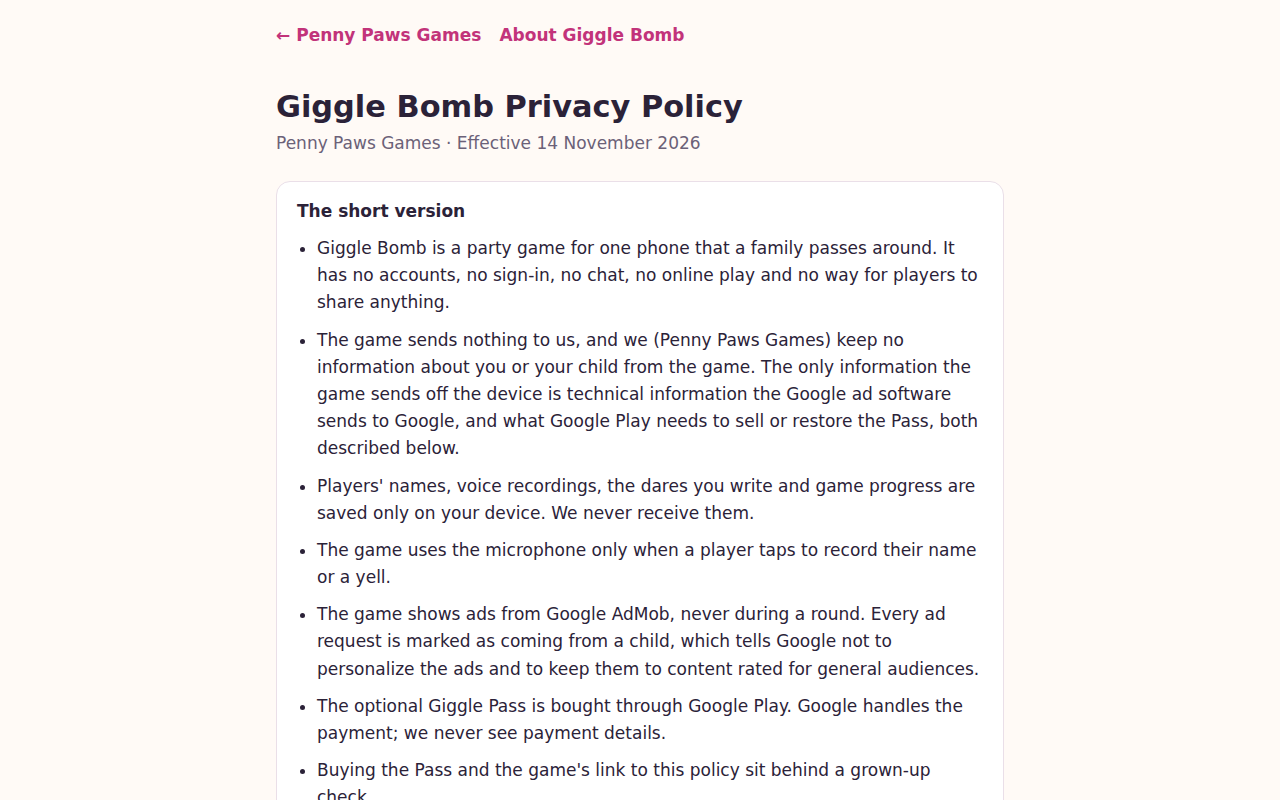 ← Penny Paws Games About Giggle Bomb
Giggle Bomb Privacy Policy
Penny Paws Games · Effective 14 November 2026
The short version
• Giggle Bomb is a party game for one phone that a family passes around. It
has no accounts, no sign-in, no chat, no online play and no way for players to
share anything.
• The game sends nothing to us, and we (Penny Paws Games) keep no
information about you or your child from the game. The only information the
game sends off the device is technical information the Google ad software
sends to Google, and what Google Play needs to sell or restore the Pass, both
described below.
• Players' names, voice recordings, the dares you write and game progress are
saved only on your device. We never receive them.
• The game uses the microphone only when a player taps to record their name
or a yell.
• The game shows ads from Google AdMob, never during a round. Every ad
request is marked as coming from a child, which tells Google not to
personalize the ads and to keep them to content rated for general audiences.
• The optional Giggle Pass is bought through Google Play. Google handles the
payment; we never see payment details.
• Buying the Pass and the game's link to this policy sit behind a grown-up
check.